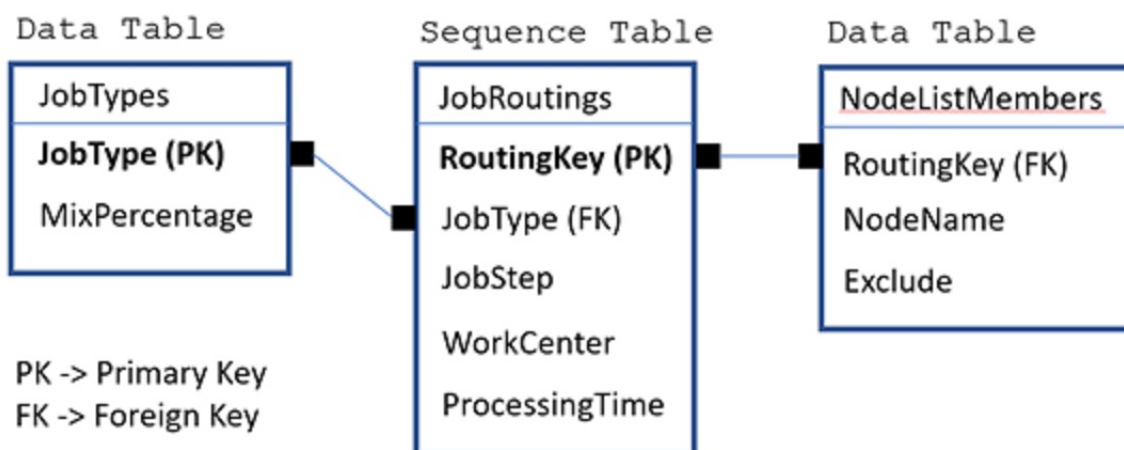 Data Table
JobTypes
JobType (PK)
MixPercentage
PK -> Primary Key
FK -> Foreign Key
Sequence Table
JobRoutings
RoutingKey (PK)
JobType (FK)
JobStep
WorkCenter
ProcessingTime
Data Table
NodeListMembers
RoutingKey (FK)
NodeName
Exclude